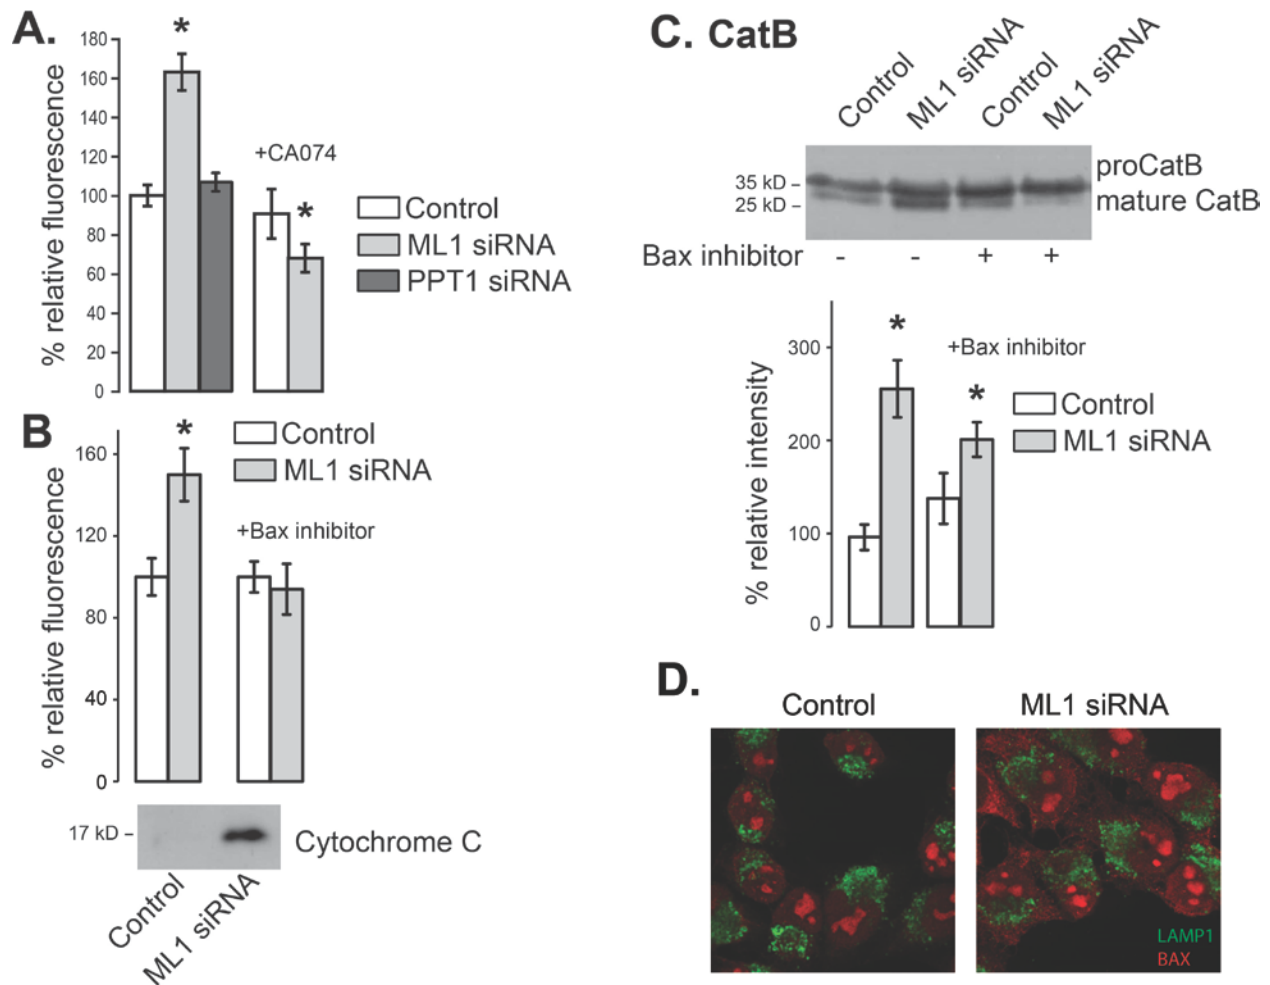 A.
% relative fluorescence
180
160
140
120
100
80
60
40
20
0
*
+CA074
*
Control
ML1 siRNA
PPT1 siRNA
B
% relative fluorescence
160
120
80
40
0
*
Control
ML1 siRNA
+Bax inhibitor
17 kD
Cytochrome C
Control
ML1 siRNA
C. CatB
Control
ML1 siRNA
Control
ML1 siRNA
35 kD
25 kD
proCatB
mature CatB
Bax inhibitor - - + +
% relative intensity
300
200
100
0
*
+Bax inhibitor
*
Control
ML1 siRNA
D.
Control
ML1 siRNA
LAMP1
BAX